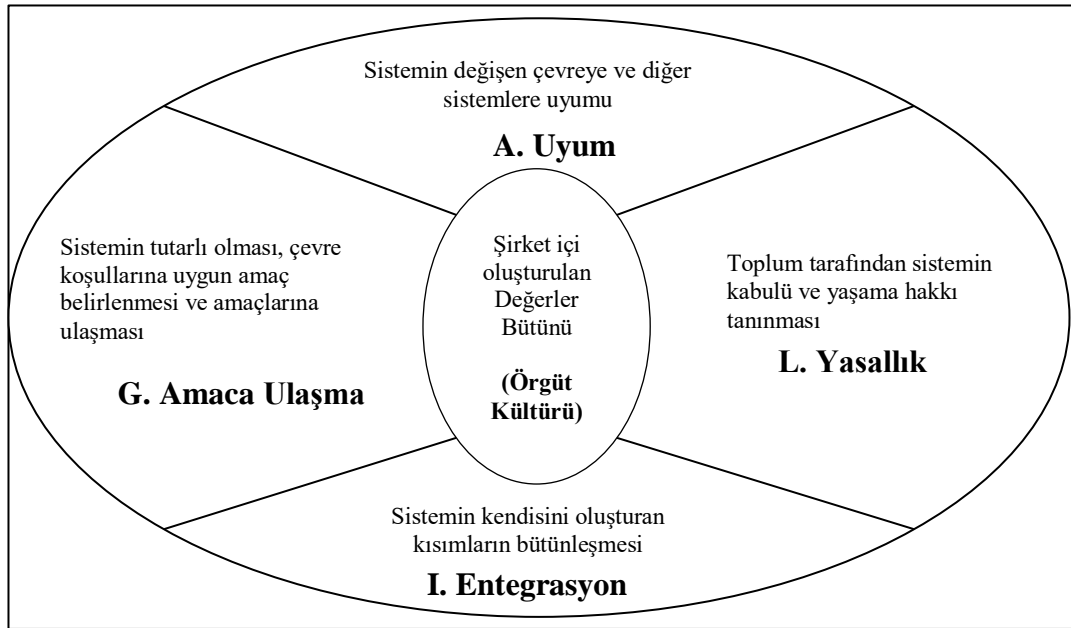 Sistemin değişen çevreye ve diğer
sistemlere uyumu
A. Uyum
Sistemin tutarlı olması, çevre
koşullarına uygun amaç
belirlenmesi ve amaçlarına
ulaşması
G. Amaca Ulaşma
Şirket içi
oluşturulan
Değerler
Bütünü
(Örgüt
Kültürü)
Toplum tarafından sistemin
kabulü ve yaşama hakkı
tanınması
L. Yasallık
Sistemin kendisini oluşturan
kısımların bütünleşmesi
I. Entegrasyon